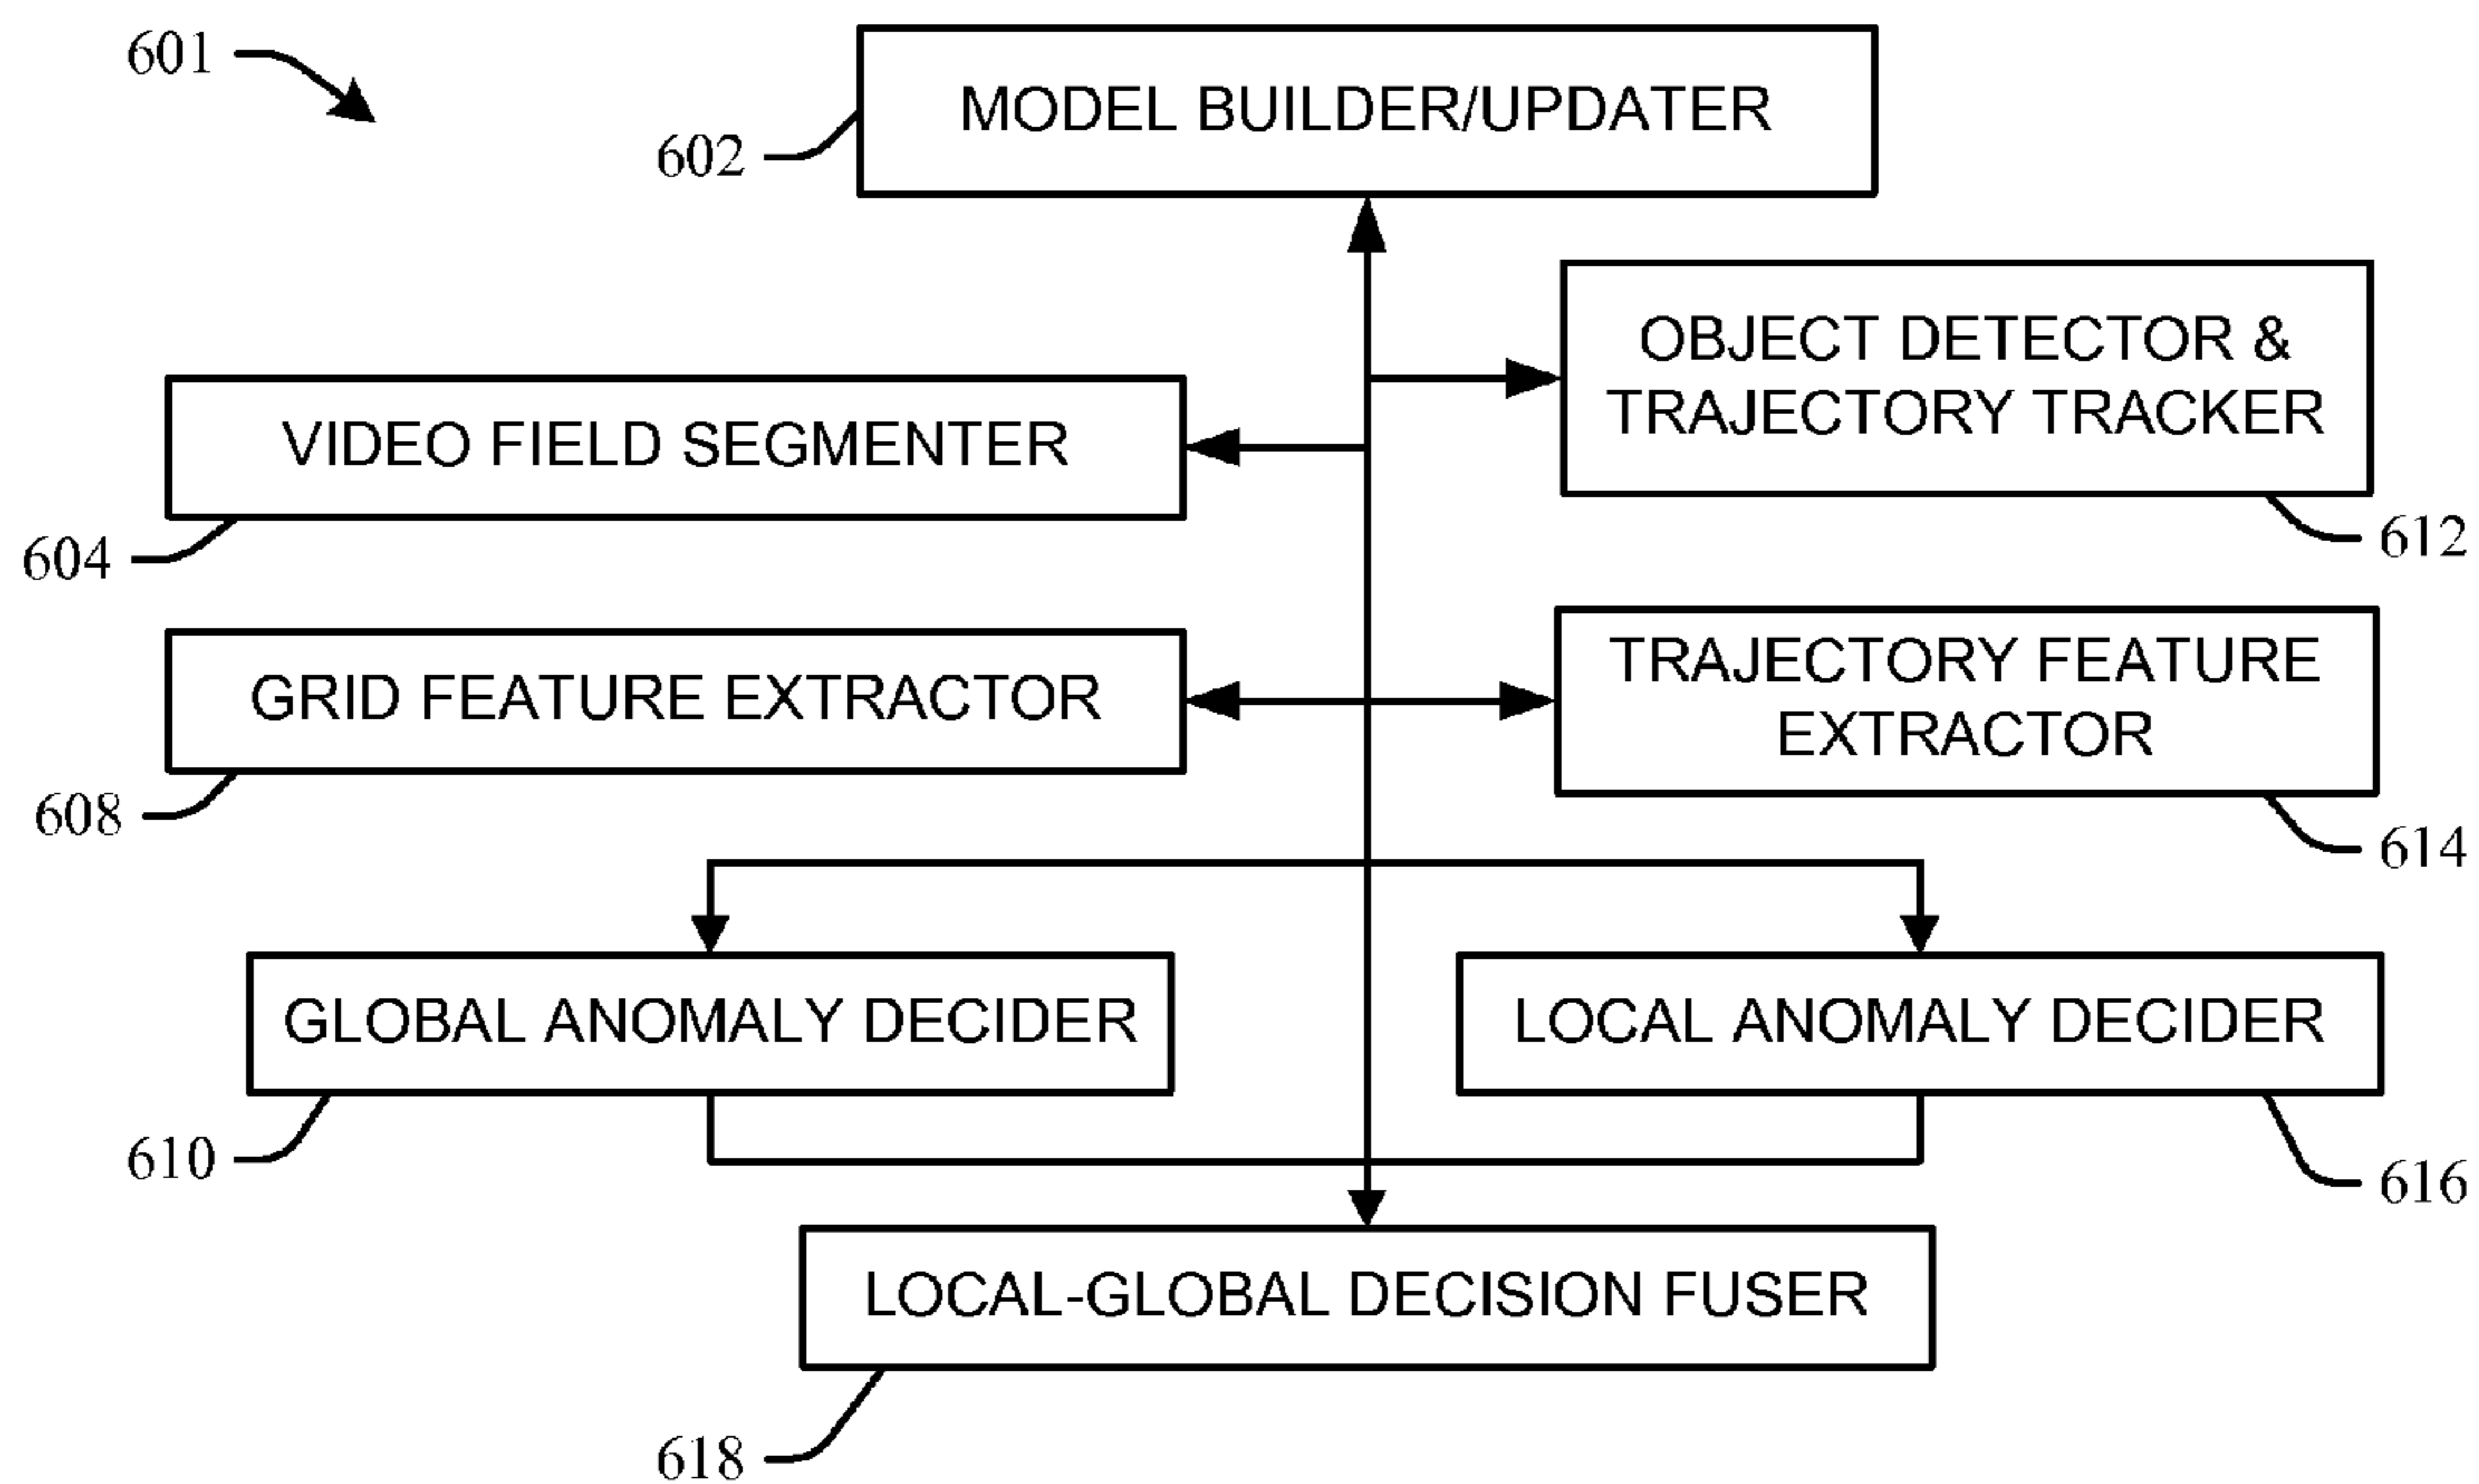 601
MODEL BUILDER/UPDATER
602
OBJECT DETECTOR &
TRAJECTORY TRACKER
VIDEO FIELD SEGMENTER
604
612
GRID FEATURE EXTRACTOR
TRAJECTORY FEATURE
EXTRACTOR
608
614
GLOBAL ANOMALY DECIDER
LOCAL ANOMALY DECIDER
610
616
LOCAL-GLOBAL DECISION FUSER
618